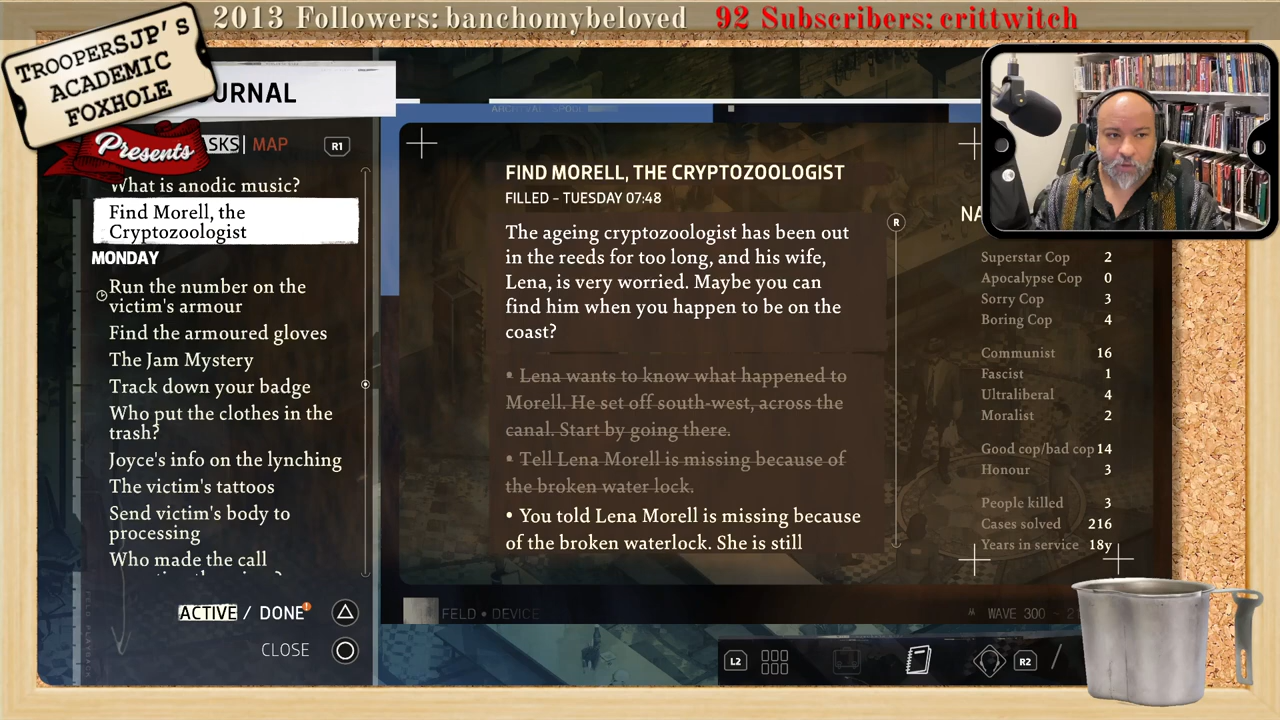 2013 Followers: banchomybeloved 92 Subscribers: crittwitch
TROOPERSJP'S
ACADEMIC
FOXHOLE
Presents
URNAL
SKS | MAP R1
What is anodic music?
Find Morell, the
Cryptozoologist
MONDAY
Run the number on the
victim's armour
Find the armoured gloves
The Jam Mystery
Track down your badge
Who put the clothes in the
trash?
Joyce's info on the lynching
The victim's tattoos
Send victim's body to
processing
Who made the call
ACTIVE / DONE
CLOSE
FIND MORELL, THE CRYPTOZOOLOGIST
FILLED – TUESDAY 07:48
The ageing cryptozoologist has been out
in the reeds for too long, and his wife,
Lena, is very worried. Maybe you can
find him when you happen to be on the
coast?
• Lena wants to know what happened to
Morell. He set off south-west, across the
canal. Start by going there.
• Tell Lena Morell is missing because of
the broken water lock.
• You told Lena Morell is missing because
of the broken waterlock. She is still
R
NA
Superstar Cop 2
Apocalypse Cop 0
Sorry Cop 3
Boring Cop 4
Communist 16
Fascist 1
Ultraliberal 4
Moralist 2
Good cop/bad cop 14
Honour 3
People killed 3
Cases solved 216
Years in service 18y
FELD • DEVICE
WAVE 300 ~ 2
L2 R2 /